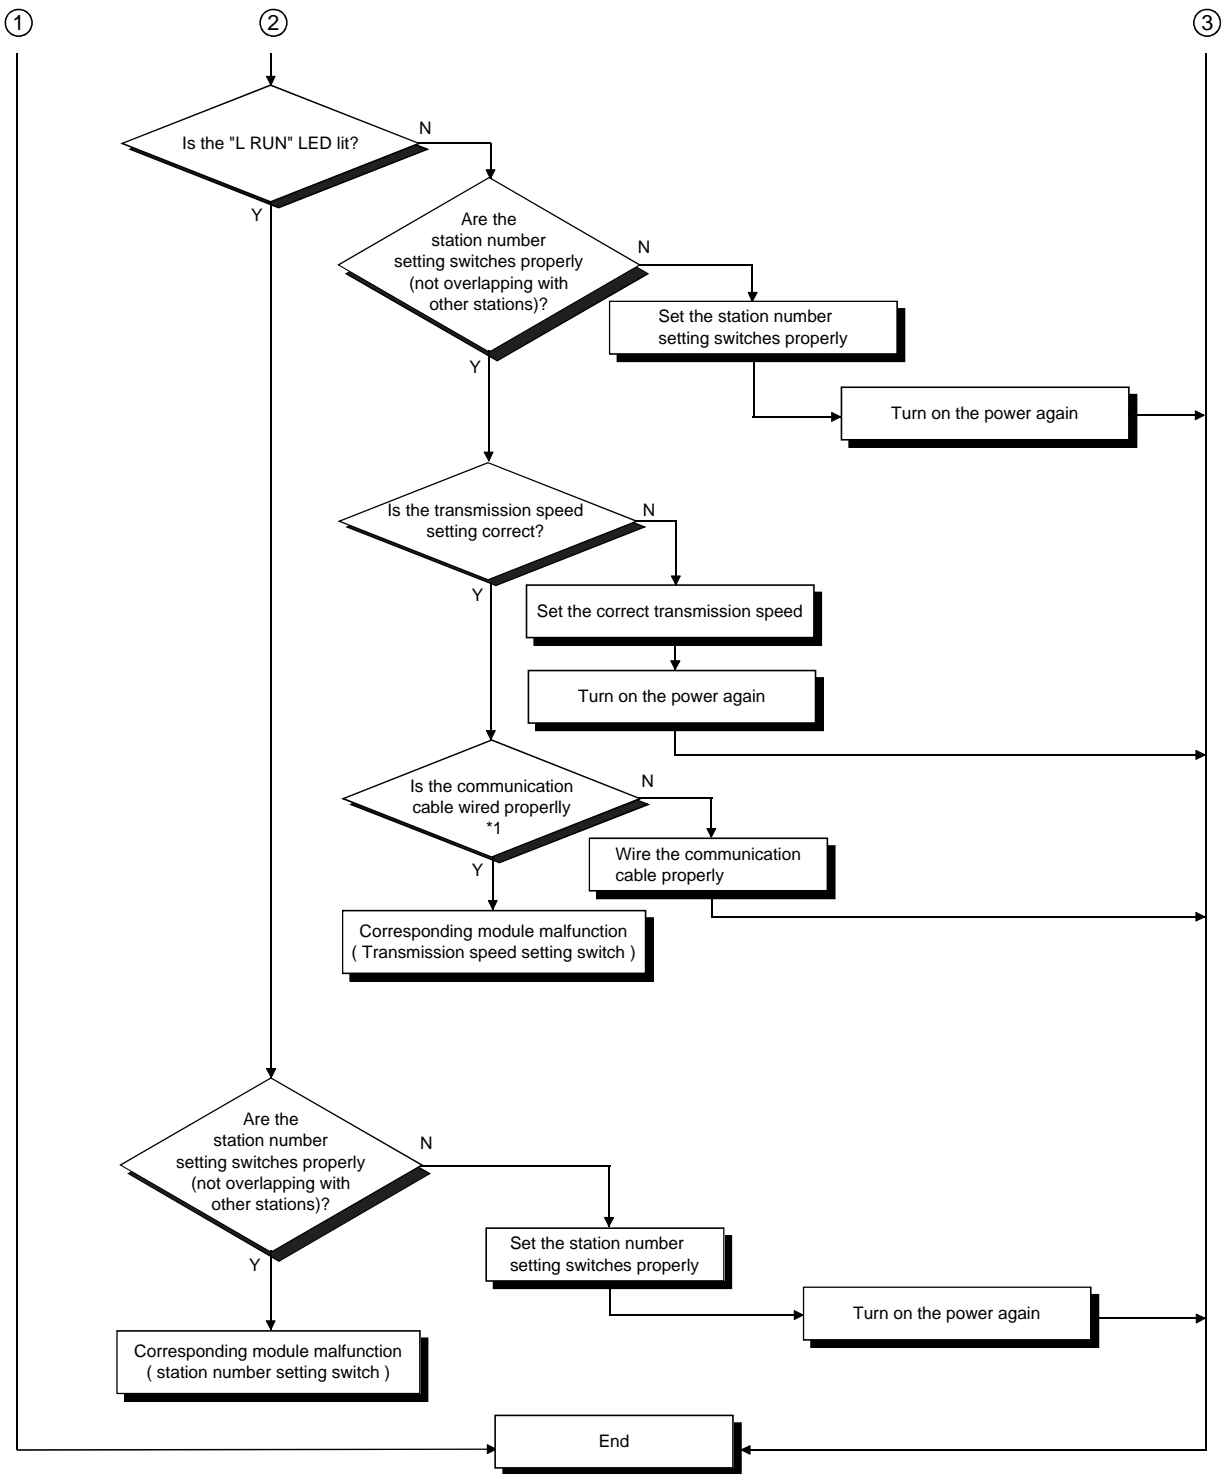 ① ② ③
Is the "L RUN" LED lit?
N
Y
Are the
station number
setting switches properly
(not overlapping with
other stations)?
N
Y
Set the station number
setting switches properly
Turn on the power again
Is the transmission speed
setting correct?
N
Y
Set the correct transmission speed
Turn on the power again
Is the communication
cable wired properlly
*1
N
Y
Wire the communication
cable properly
Corresponding module malfunction
( Transmission speed setting switch )
Are the
station number
setting switches properly
(not overlapping with
other stations)?
N
Y
Set the station number
setting switches properly
Turn on the power again
Corresponding module malfunction
( station number setting switch )
End